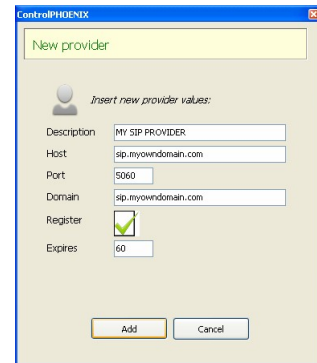 ControlPHOENIX
New provider
Insert new provider values:
Description MY SIP PROVIDER
Host sip.myowndomain.com
Port 5060
Domain sip.myowndomain.com
Register
Expires 60
Add Cancel